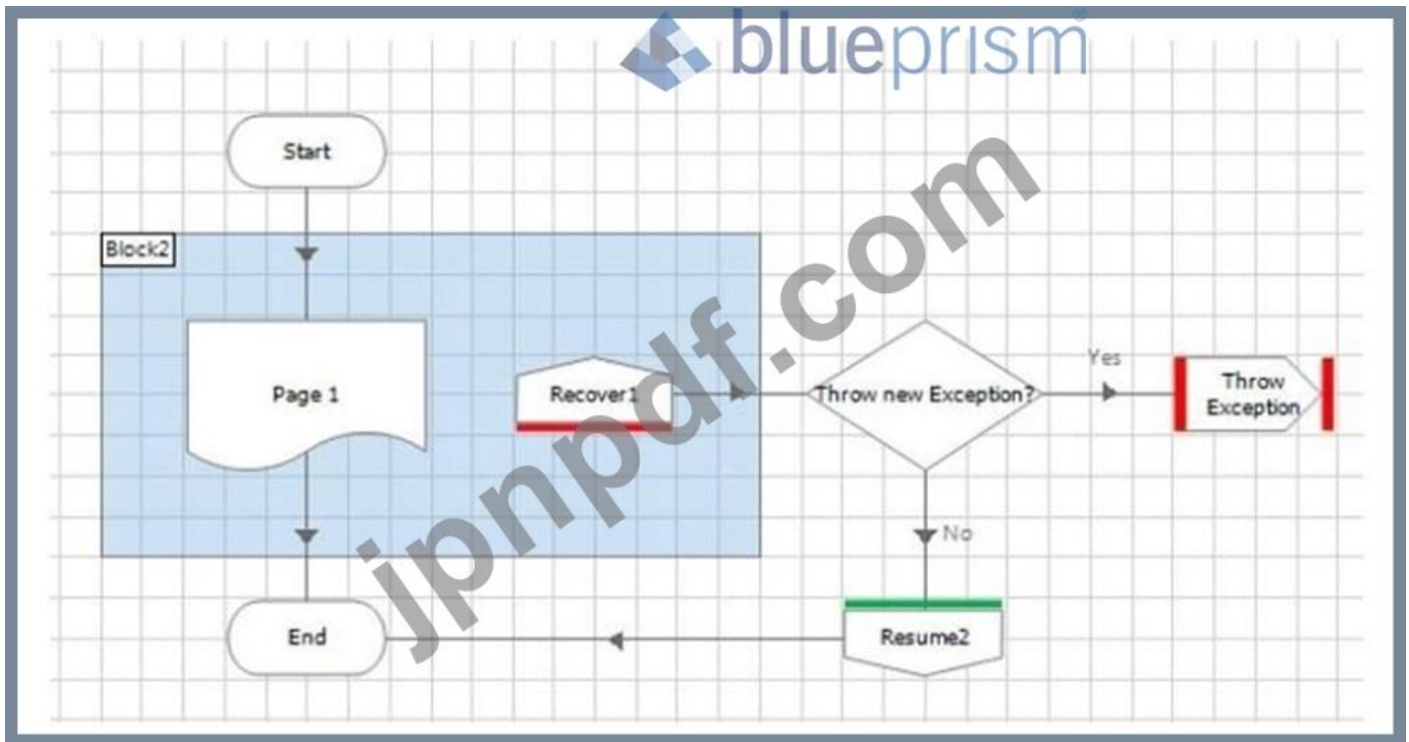 blueprism®
Start
Block2
Page 1
Recover1
Throw new Exception?
Yes
Throw
Exception
No
End
Resume2
jpnpdf.com